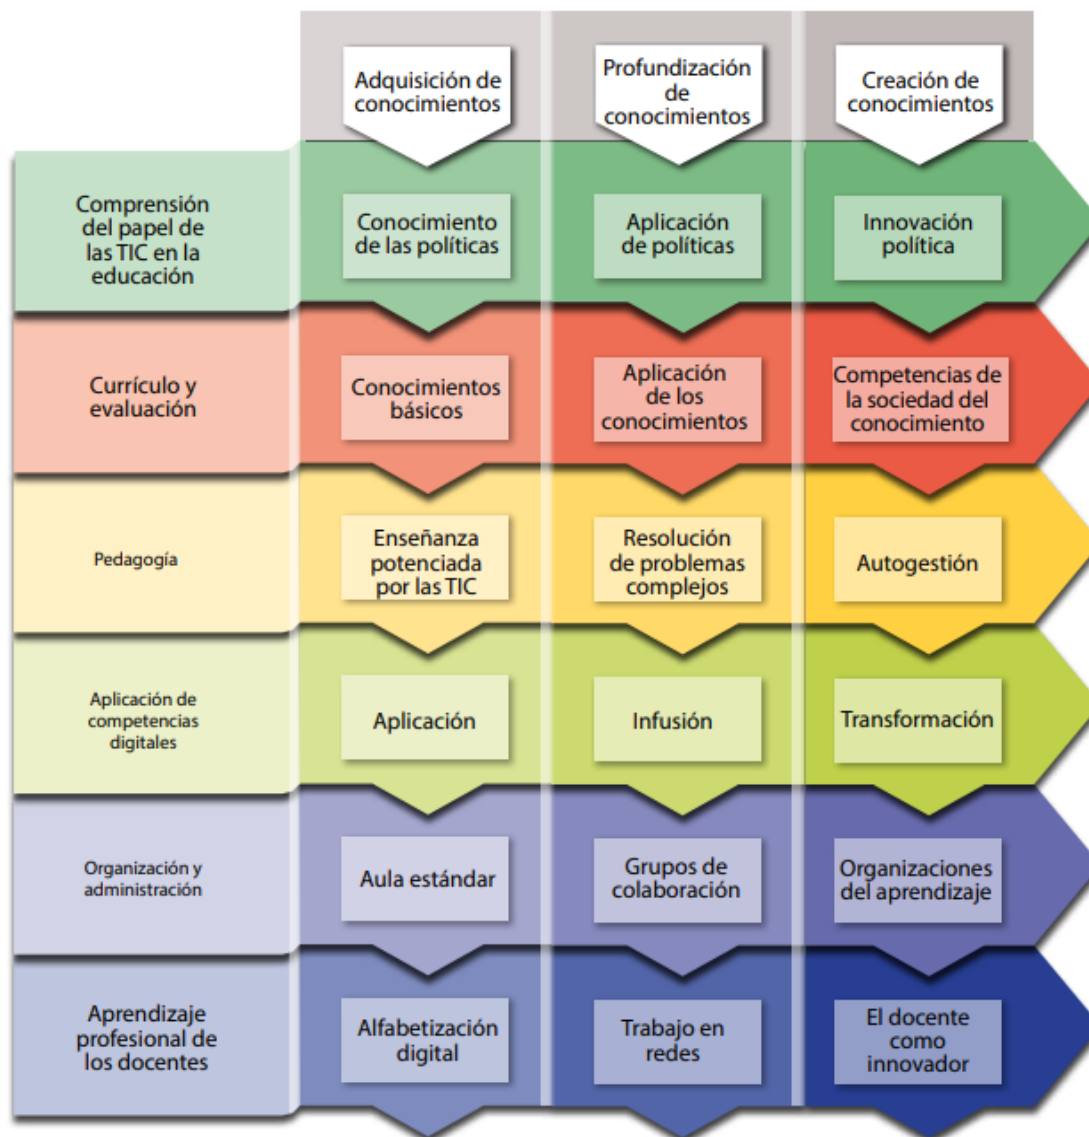 Adquisición de
conocimientos
Profundización
de
conocimientos
Creación de
conocimientos
Comprensión
del papel de
las TIC en la
educación
Conocimiento
de las políticas
Aplicación
de políticas
Innovación
política
Currículo y
evaluación
Conocimientos
básicos
Aplicación
de los
conocimientos
Competencias de
la sociedad del
conocimiento
Pedagogía
Enseñanza
potenciada
por las TIC
Resolución
de problemas
complejos
Autogestión
Aplicación de
competencias
digitales
Aplicación
Infusión
Transformación
Organización y
administración
Aula estándar
Grupos de
colaboración
Organizaciones
del aprendizaje
Aprendizaje
profesional de
los docentes
Alfabetización
digital
Trabajo en
redes
El docente
como
innovador